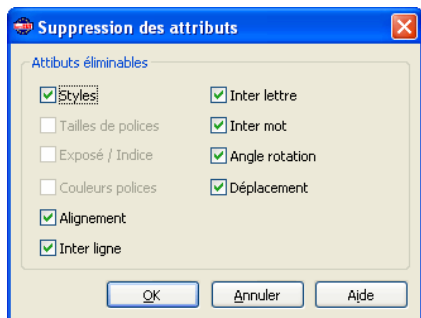 Suppression des attributs
Attibuts éliminables
Styles
Inter lettre
Tailles de polices
Inter mot
Exposé / Indice
Angle rotation
Couleurs polices
Déplacement
Alignement
Inter ligne
OK
Annuler
Aide